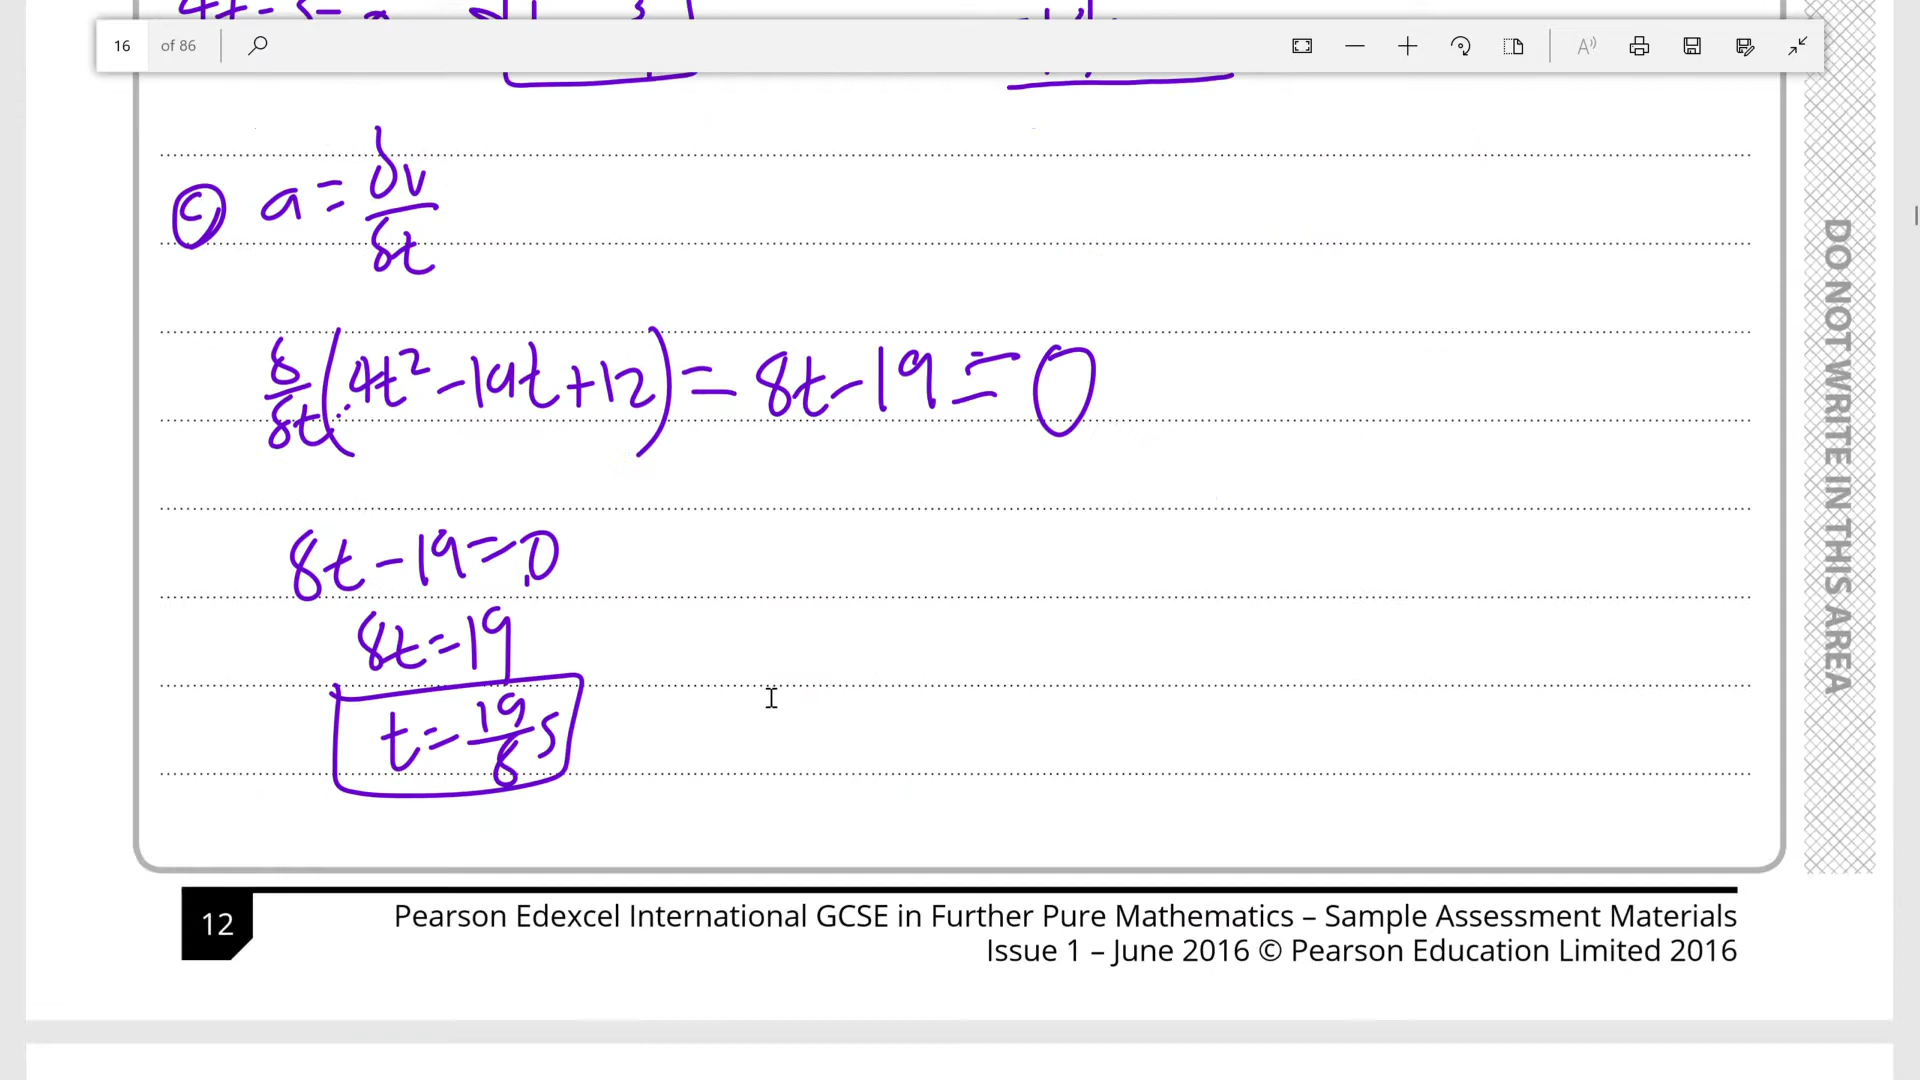 16 of 86
ⓒ a = δv/δt
δ/δt (4t² - 19t + 12) = 8t - 19 = 0
8t - 19 = 0
8t = 19
t = 19/8 s
DO NOT WRITE IN THIS AREA
12
Pearson Edexcel International GCSE in Further Pure Mathematics – Sample Assessment Materials
Issue 1 – June 2016 © Pearson Education Limited 2016